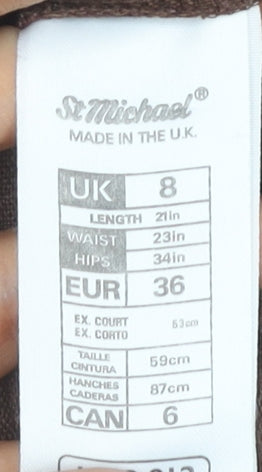 St Michael®
MADE IN THE U.K.
UK 8
LENGTH 21in
WAIST 23in
HIPS 34in
EUR 36
EX. COURT 53cm
EX. CORTO
TAILLE
CINTURA 59cm
HANCHES
CADERAS 87cm
CAN 6